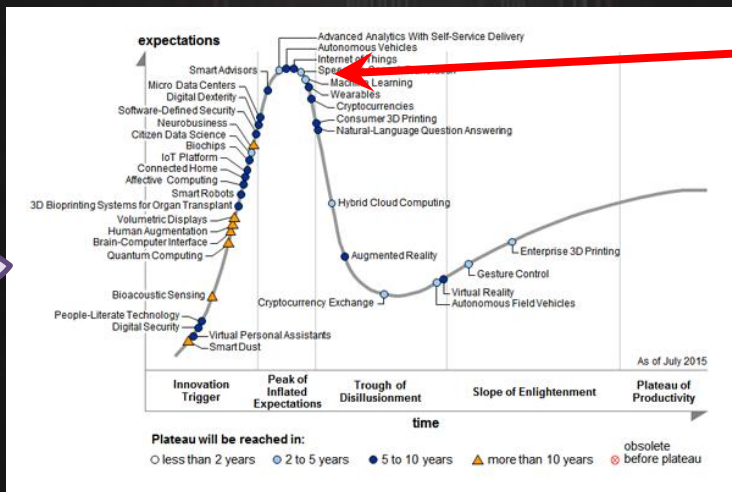 expectations
Advanced Analytics With Self-Service Delivery
Autonomous Vehicles
Internet of Things
Smart Advisors
Machine Learning
Micro Data Centers
Wearables
Digital Dexterity
Cryptocurrencies
Software-Defined Security
Consumer 3D Printing
Neurobusiness
Natural-Language Question Answering
Citizen Data Science
Biochips
IoT Platform
Connected Home
Affective Computing
Smart Robots
3D Bioprinting Systems for Organ Transplant
Hybrid Cloud Computing
Volumetric Displays
Human Augmentation
Brain-Computer Interface
Quantum Computing
Enterprise 3D Printing
Augmented Reality
Gesture Control
Bioacoustic Sensing
Virtual Reality
Cryptocurrency Exchange
Autonomous Field Vehicles
People-Literate Technology
Digital Security
Virtual Personal Assistants
Smart Dust
As of July 2015
Innovation
Trigger
Peak of
Inflated
Expectations
Trough of
Disillusionment
Slope of Enlightenment
Plateau of
Productivity
time
Plateau will be reached in:
less than 2 years
2 to 5 years
5 to 10 years
more than 10 years
obsolete
before plateau